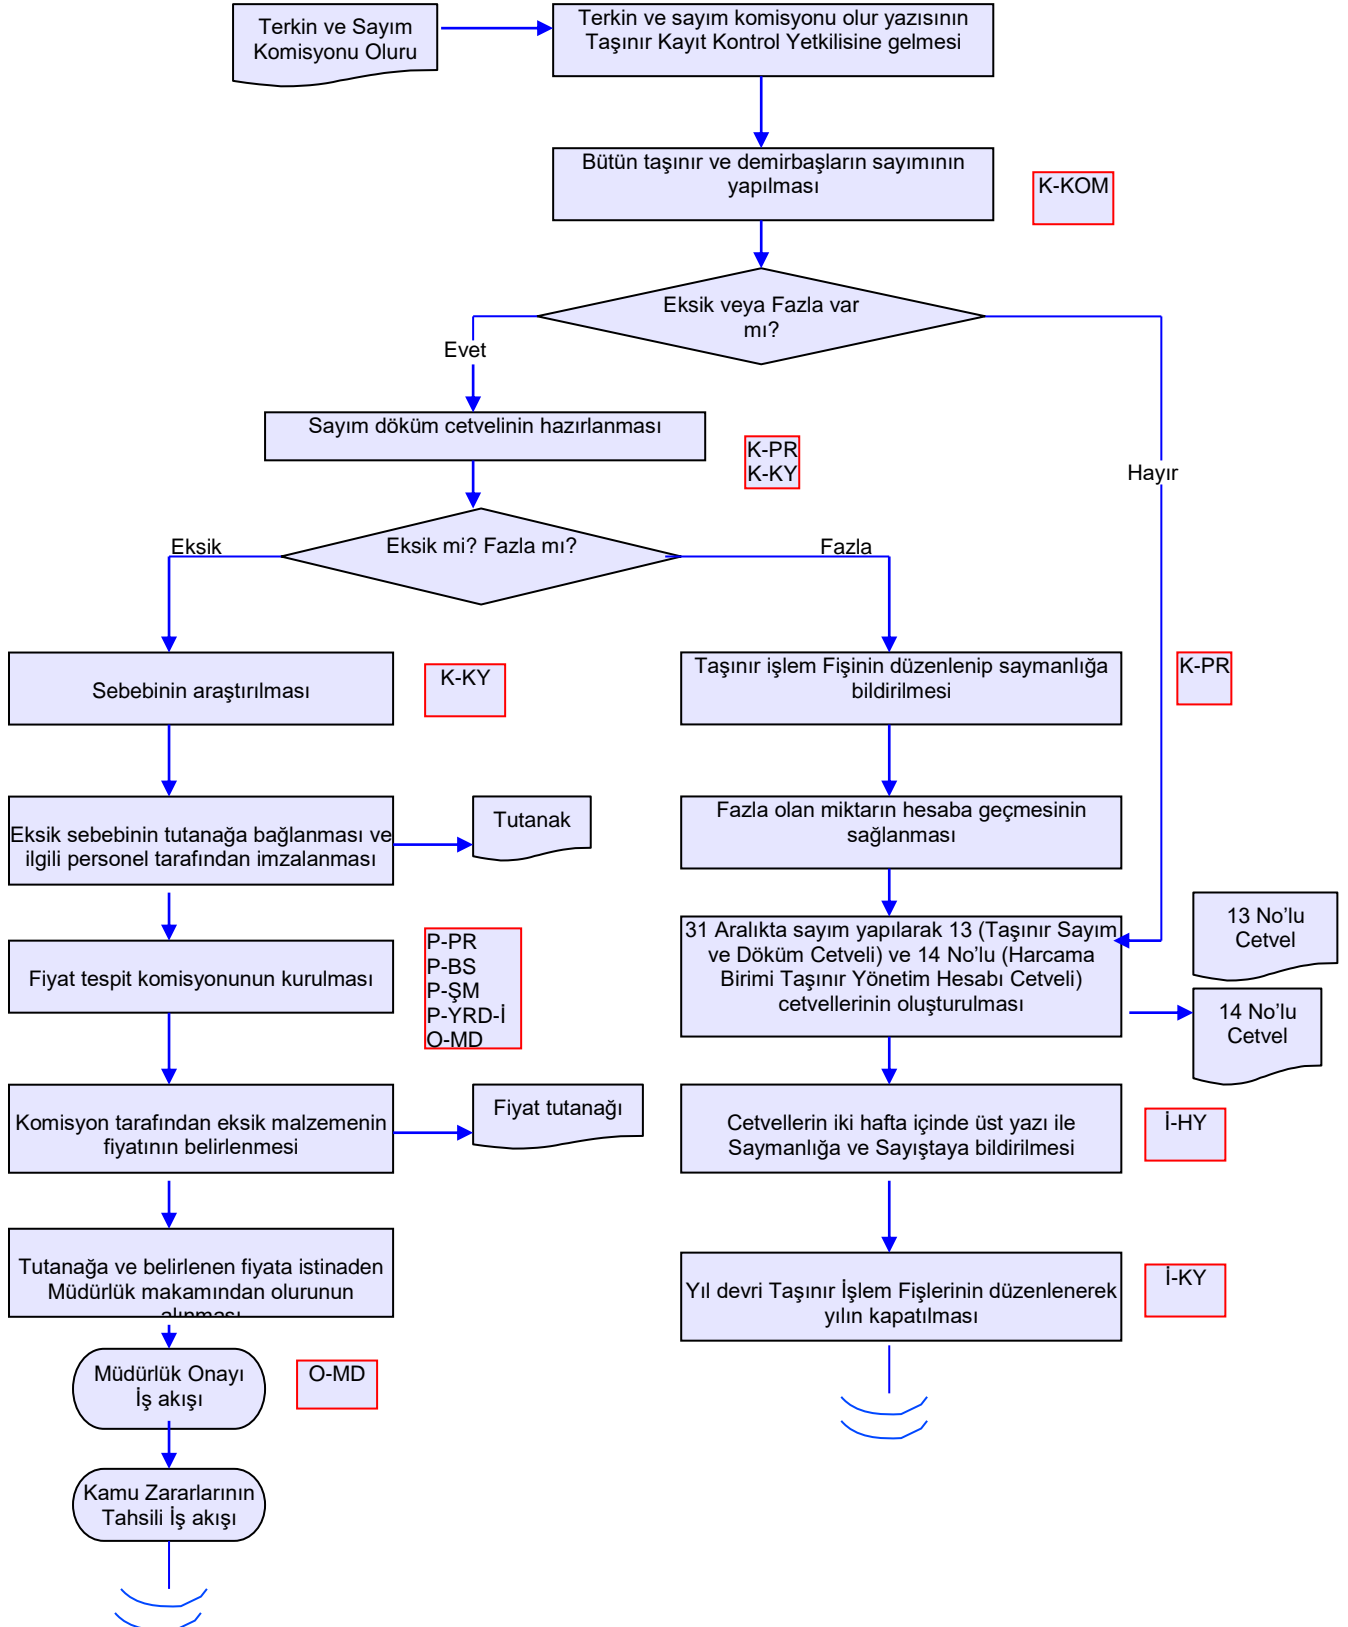 Terkin ve Sayım
Komisyonu Oluru
Terkin ve sayım komisyonu olur yazısının
Taşınır Kayıt Kontrol Yetkilisine gelmesi
Bütün taşınır ve demirbaşların sayımının
yapılması
K-KOM
Eksik veya Fazla var
mı?
Evet
Hayır
Sayım döküm cetvelinin hazırlanması
K-PR
K-KY
Eksik mi? Fazla mı?
Eksik
Fazla
Sebebinin araştırılması
K-KY
Taşınır işlem Fişinin düzenlenip saymanlığa
bildirilmesi
K-PR
Eksik sebebinin tutanağa bağlanması ve
ilgili personel tarafından imzalanması
Tutanak
Fazla olan miktarın hesaba geçmesinin
sağlanması
Fiyat tespit komisyonunun kurulması
P-PR
P-BS
P-ŞM
P-YRD-İ
O-MD
31 Aralıkta sayım yapılarak 13 (Taşınır Sayım
ve Döküm Cetveli) ve 14 No’lu (Harcama
Birimi Taşınır Yönetim Hesabı Cetveli)
cetvellerinin oluşturulması
13 No’lu
Cetvel
14 No’lu
Cetvel
Komisyon tarafından eksik malzemenin
fiyatının belirlenmesi
Fiyat tutanağı
Cetvellerin iki hafta içinde üst yazı ile
Saymanlığa ve Sayıştaya bildirilmesi
İ-HY
Tutanağa ve belirlenen fiyata istinaden
Müdürlük makamından olurunun
alınması
Yıl devri Taşınır İşlem Fişlerinin düzenlenerek
yılın kapatılması
İ-KY
Müdürlük Onayı
İş akışı
O-MD
Kamu Zararlarının
Tahsili İş akışı